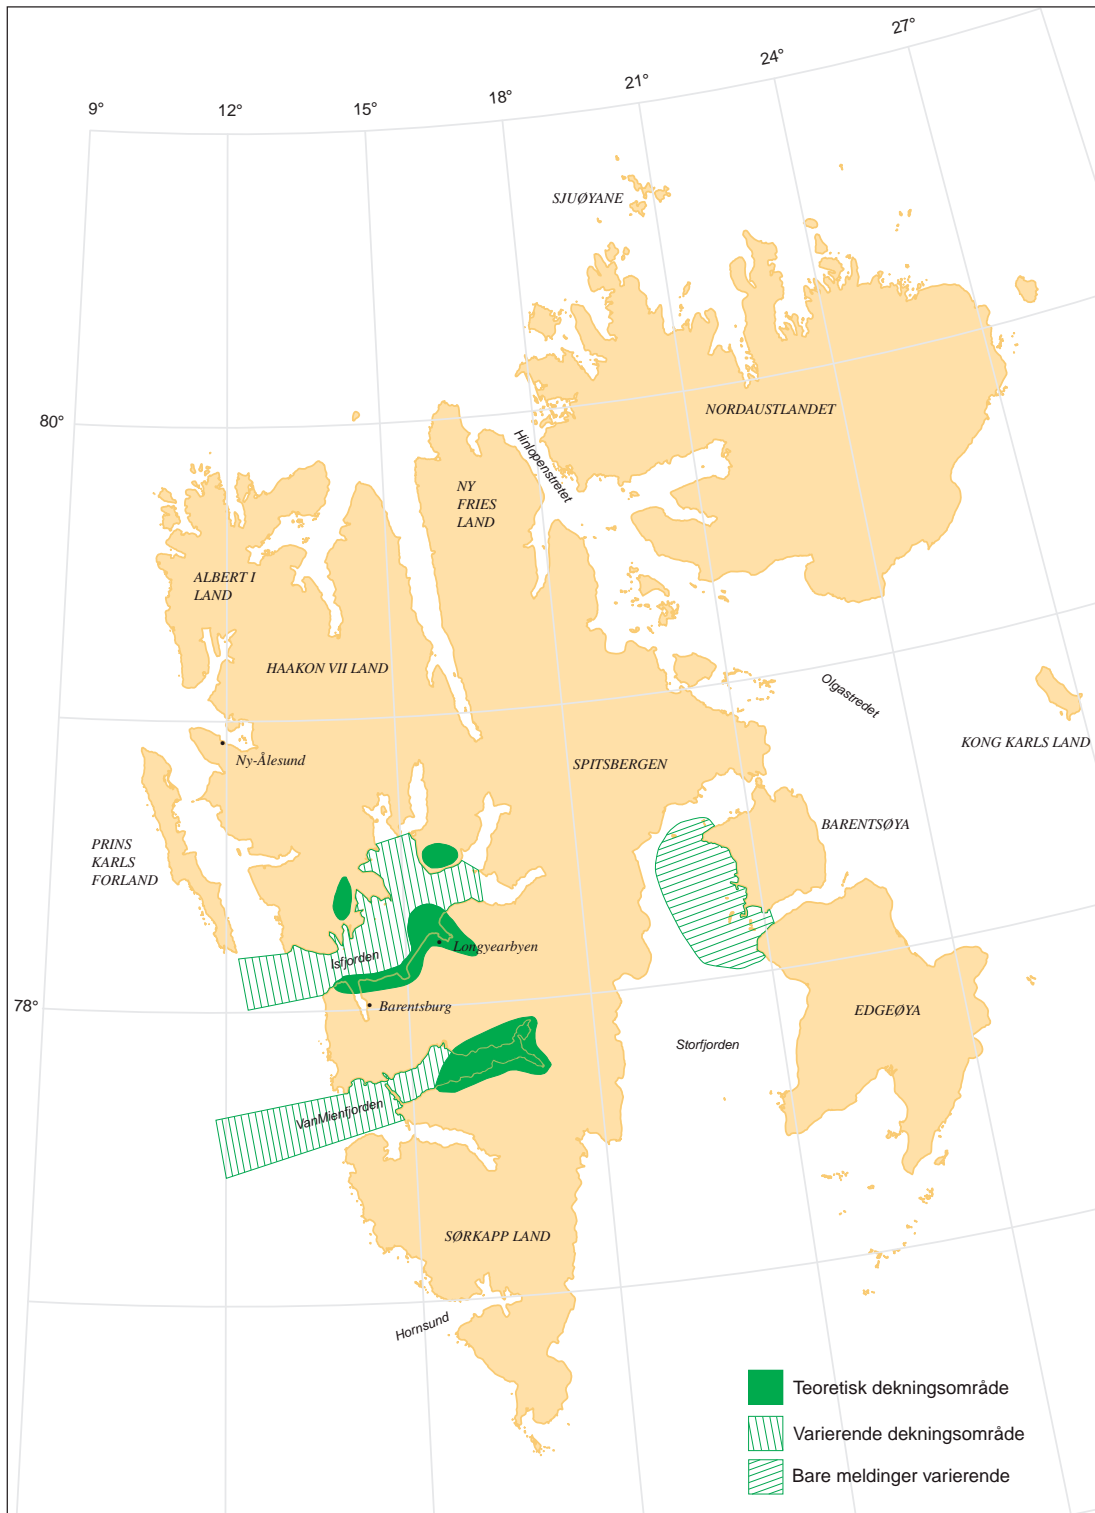 27°
24°
21°
18°
15°
12°
9°
SJUØYANE
80°
NORDAUSTLANDET
Hinlopenstretet
NY
FRIES
LAND
ALBERT I
LAND
HAAKON VII LAND
Olgastredet
KONG KARLS LAND
Ny-Ålesund
SPITSBERGEN
BARENTSØYA
PRINS
KARLS
FORLAND
Longyearbyen
Isfjorden
78°
Barentsburg
EDGEØYA
Storfjorden
VanMienfjorden
SØRKAPP LAND
Hornsund
Teoretisk dekningsområde
Varierende dekningsområde
Bare meldinger varierende